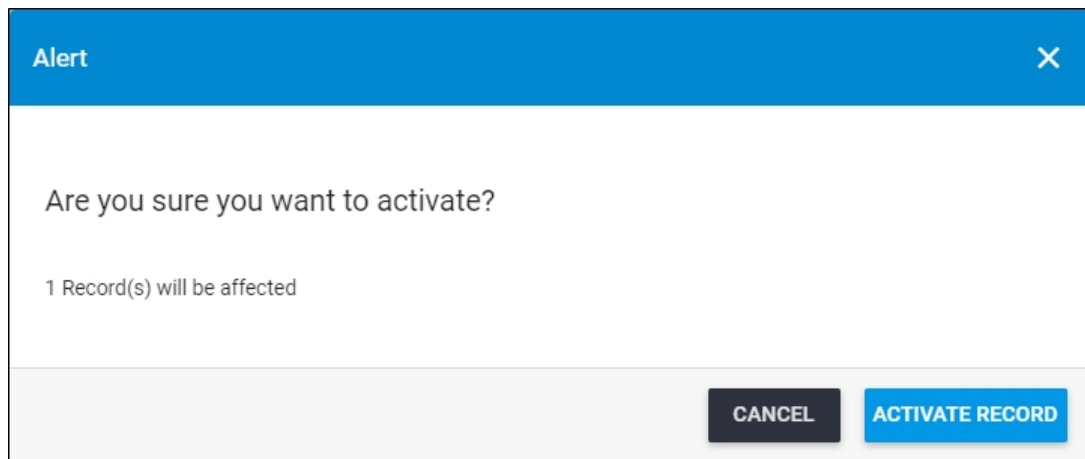 Alert
Are you sure you want to activate?
1 Record(s) will be affected
CANCEL ACTIVATE RECORD